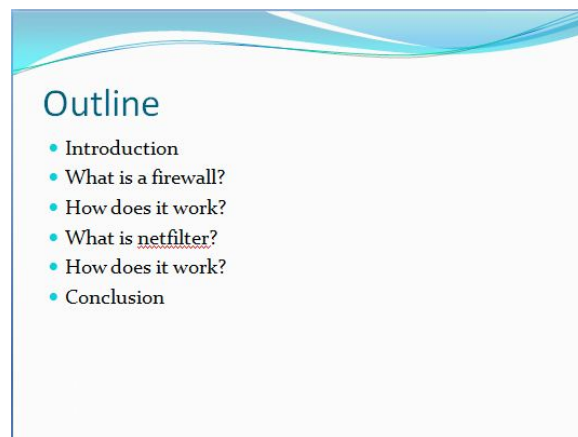 Outline
Introduction
What is a firewall?
How does it work?
What is netfilter?
How does it work?
Conclusion